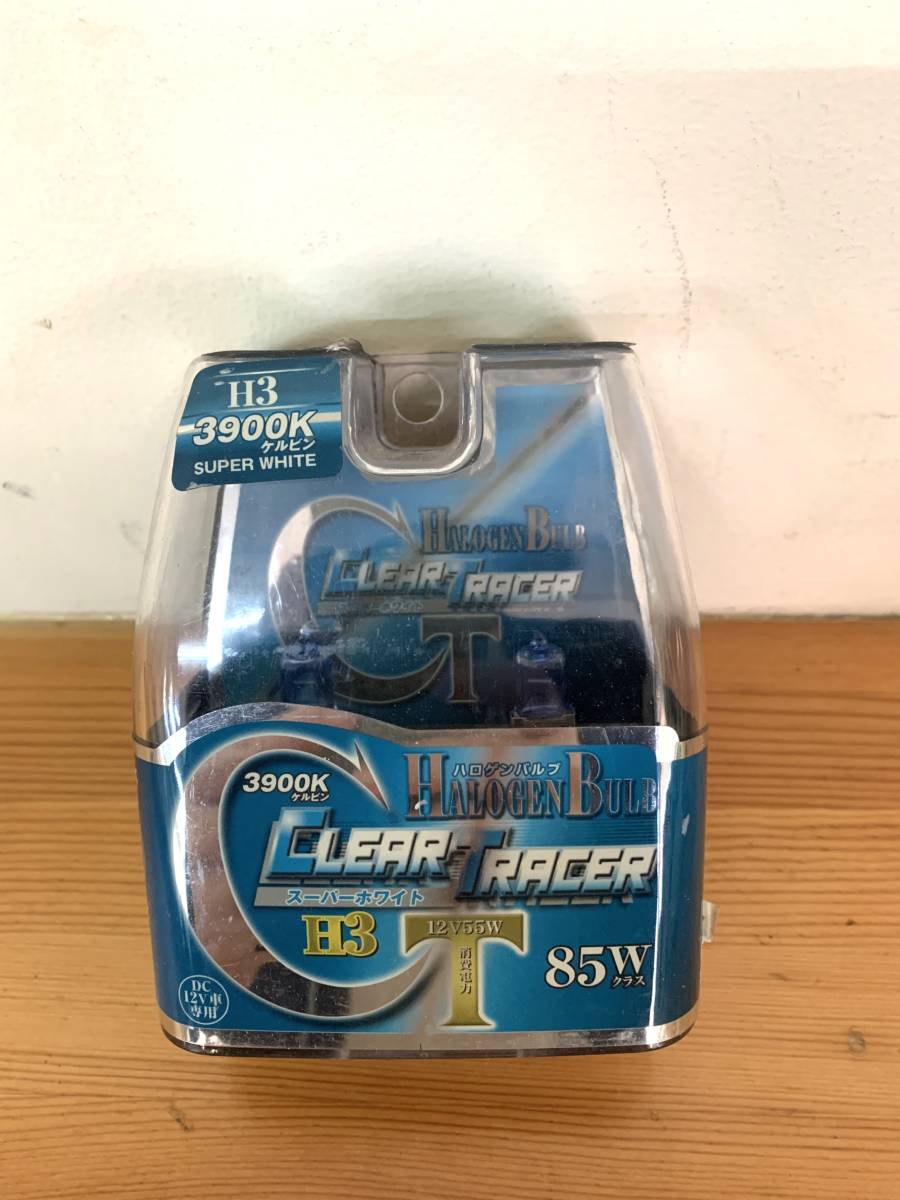 H3
3900K
ケルビン
SUPER WHITE
HALOGEN BULB
CLEAR TRACER
CT
3900K
ケルビン
ハロゲンバルブ
HALOGEN BULB
CLEAR TRACER
スーパーホワイト
H3
12V55W
消費電力
85W
クラス
CT
DC
12V車
専用